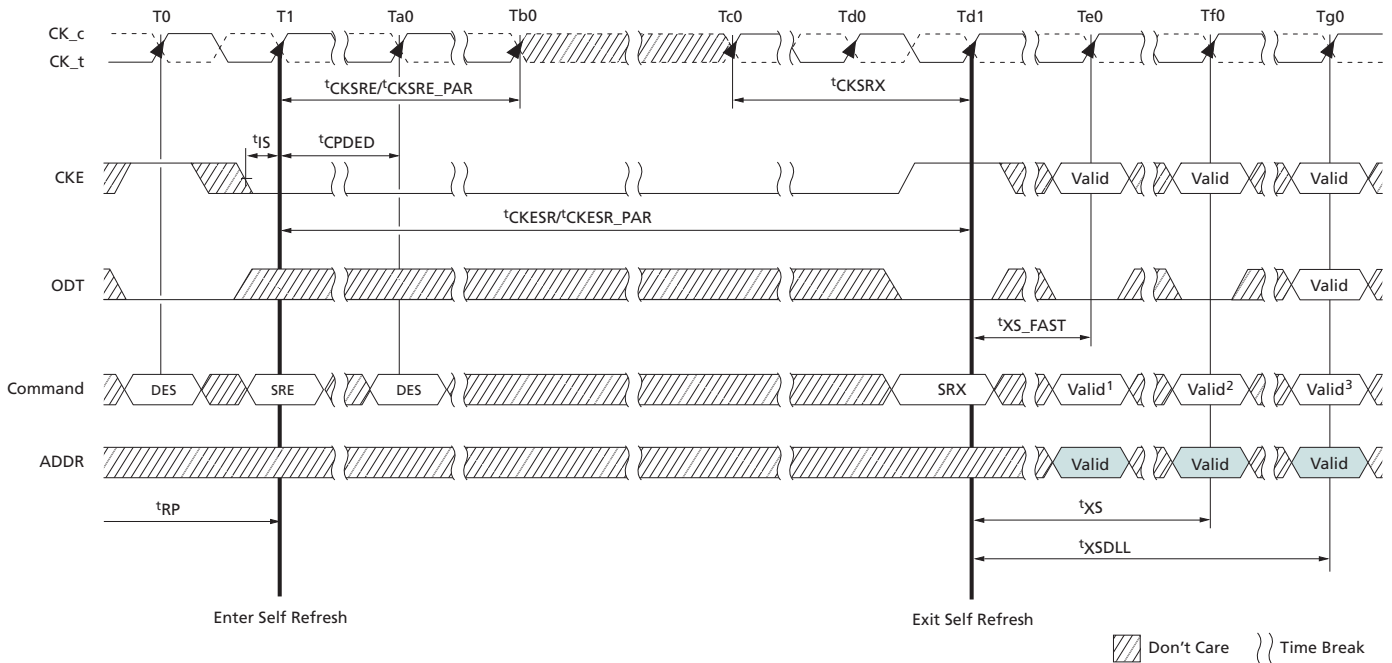 T0 T1 Ta0 Tb0 Tc0 Td0 Td1 Te0 Tf0 Tg0
CK_c
CK_t
tCKSRE/tCKSRE_PAR tCKSRX
tIS tCPDED
CKE Valid Valid Valid
tCKESR/tCKESR_PAR
ODT Valid
tXS_FAST
Command DES SRE DES SRX Valid1 Valid2 Valid3
ADDR Valid Valid Valid
tRP tXS
tXSDLL
Enter Self Refresh Exit Self Refresh
Don't Care Time Break